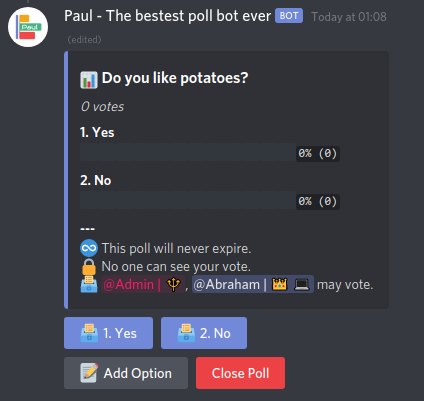 Paul
Paul - The bestest poll bot ever BOT Today at 01:08
(edited)
Do you like potatoes?
0 votes
1. Yes
0% (0)
2. No
0% (0)
---
This poll will never expire.
No one can see your vote.
@Admin | , @Abraham | may vote.
1. Yes 2. No
Add Option Close Poll